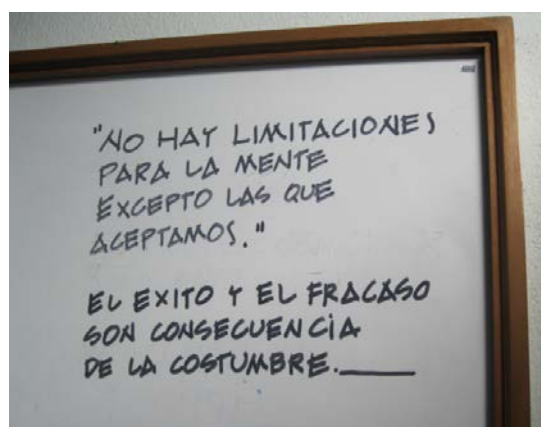 "NO HAY LIMITACIONES
PARA LA MENTE
EXCEPTO LAS QUE
ACEPTAMOS."
EL EXITO Y EL FRACASO
SON CONSECUENCiA
DE LA COSTUMBRE.____